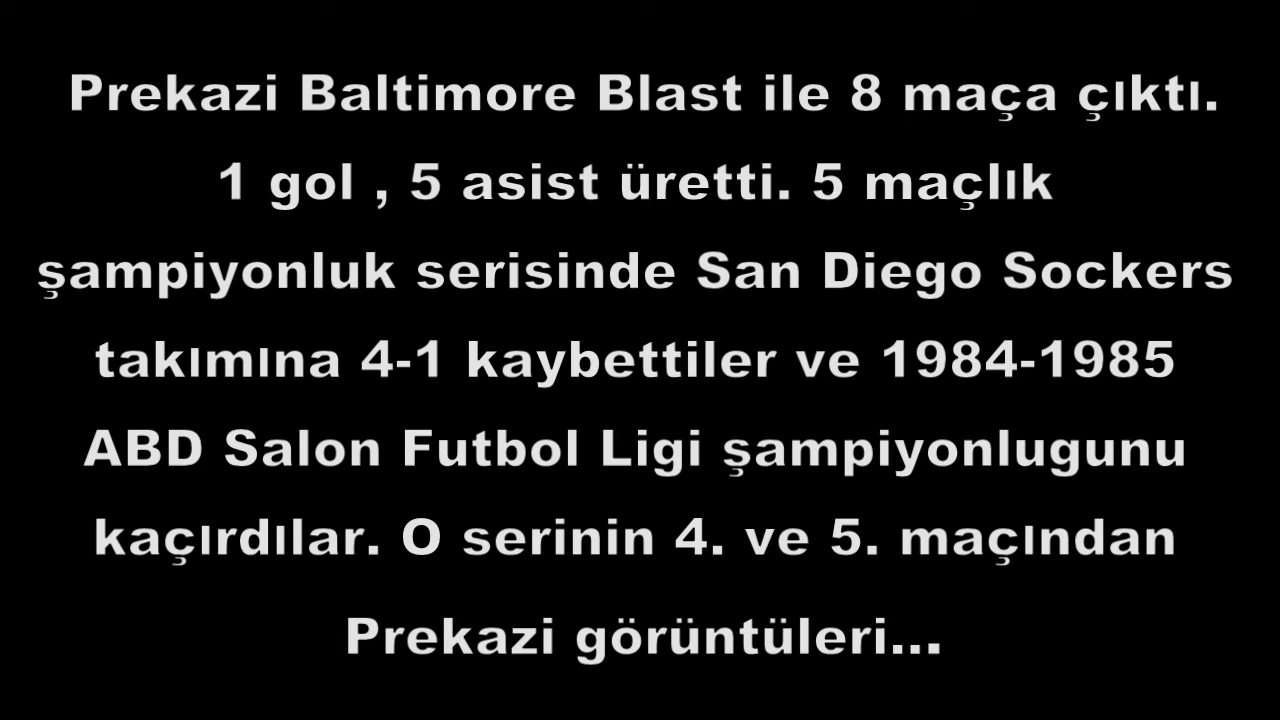 Prekazi Baltimore Blast ile 8 maça çıktı.
1 gol , 5 asist üretti. 5 maçlık
şampiyonluk serisinde San Diego Sockers
takımına 4-1 kaybettiler ve 1984-1985
ABD Salon Futbol Ligi şampiyonlugunu
kaçırdılar. O serinin 4. ve 5. maçından
Prekazi görüntüleri...